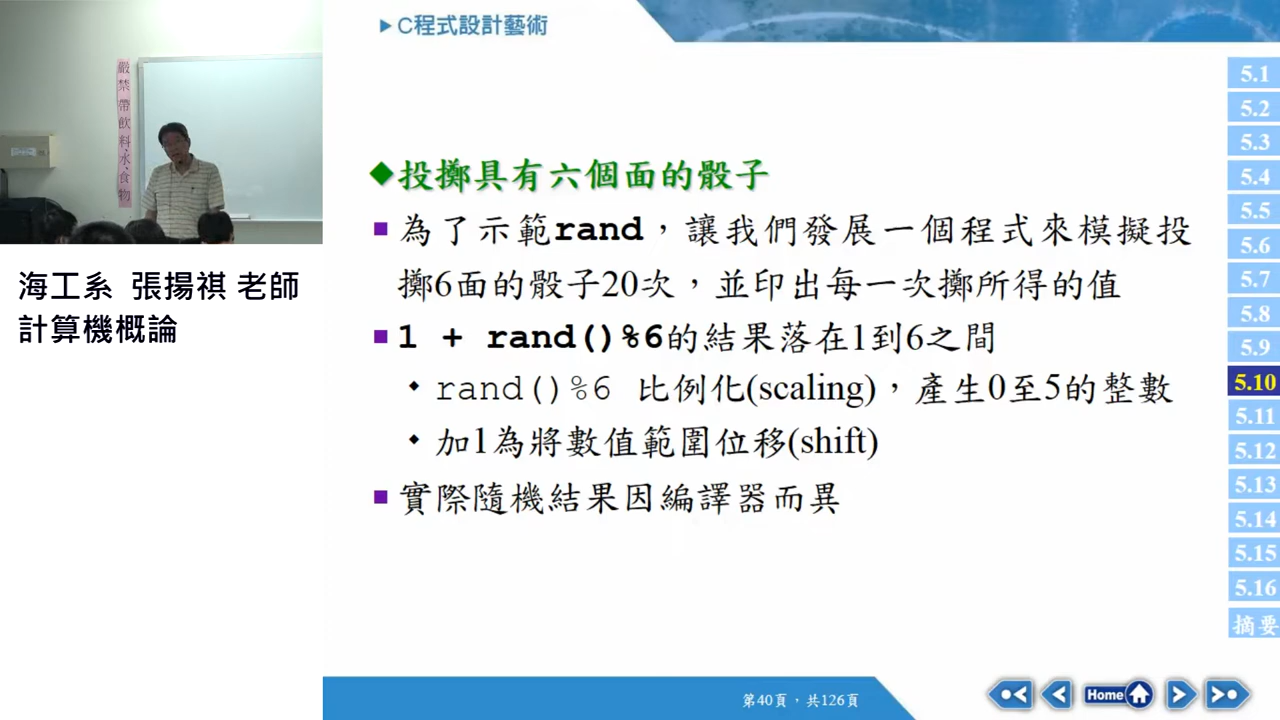 C程式設計藝術
嚴禁帶飲料、水、食物
海工系 張揚祺 老師
計算機概論
投擲具有六個面的骰子
為了示範rand，讓我們發展一個程式來模擬投
擲6面的骰子20次，並印出每一次擲所得的值
1 + rand()%6的結果落在1到6之間
rand()%6 比例化(scaling)，產生0至5的整數
加1為將數值範圍位移(shift)
實際隨機結果因編譯器而異
5.1
5.2
5.3
5.4
5.5
5.6
5.7
5.8
5.9
5.10
5.11
5.12
5.13
5.14
5.15
5.16
摘要
第40頁，共126頁
Home